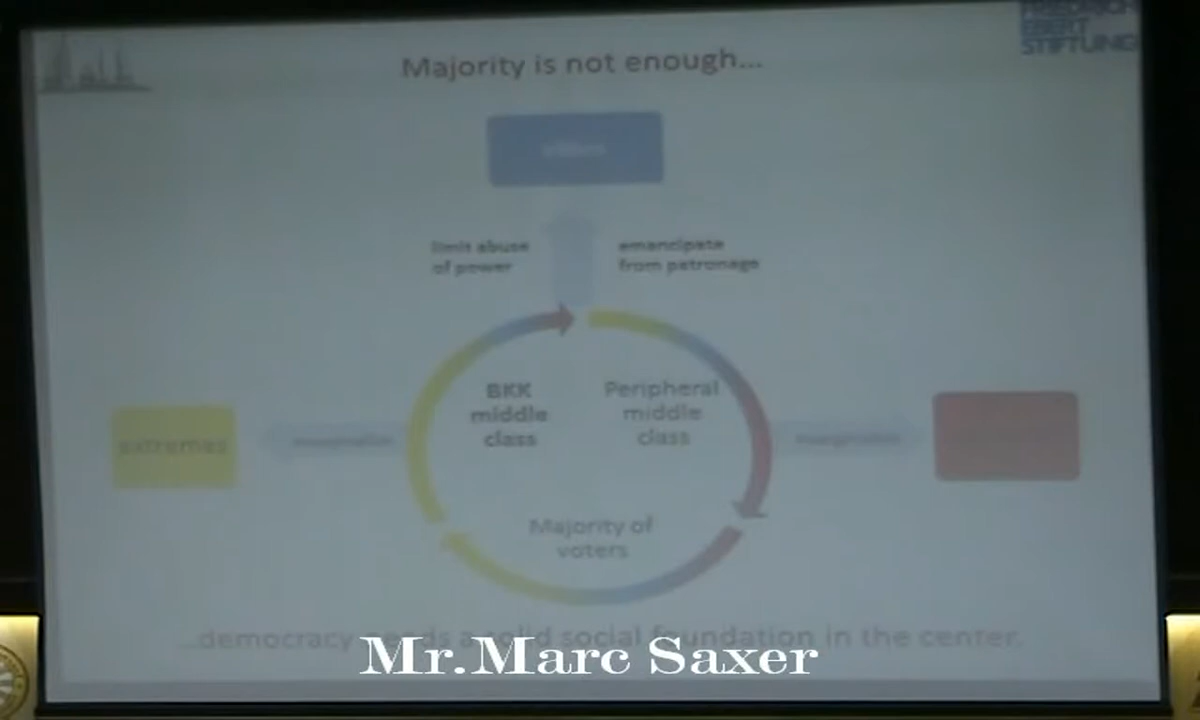 FRIEDRICH
EBERT
STIFTUNG
Majority is not enough...
limit abuse
of power
emancipate
from patronage
BKK
middle
class
Peripheral
middle
class
extremes
Majority of
voters
...democracy needs a solid social foundation in the center.
Mr.Marc Saxer